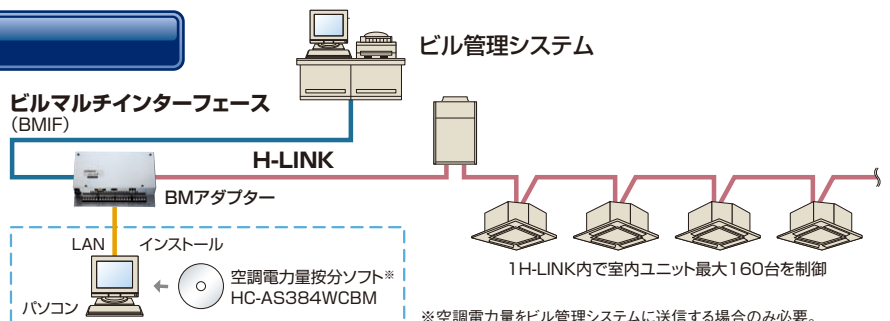 ビル管理システム
ビルマルチインターフェース
（BMIF）
H-LINK
BMアダプター
LAN インストール
空調電力量按分ソフト※
HC-AS384WCBM
パソコン
1H-LINK内で室内ユニット最大160台を制御
※空調電力量をビル管理システムに送信する場合のみ必要。